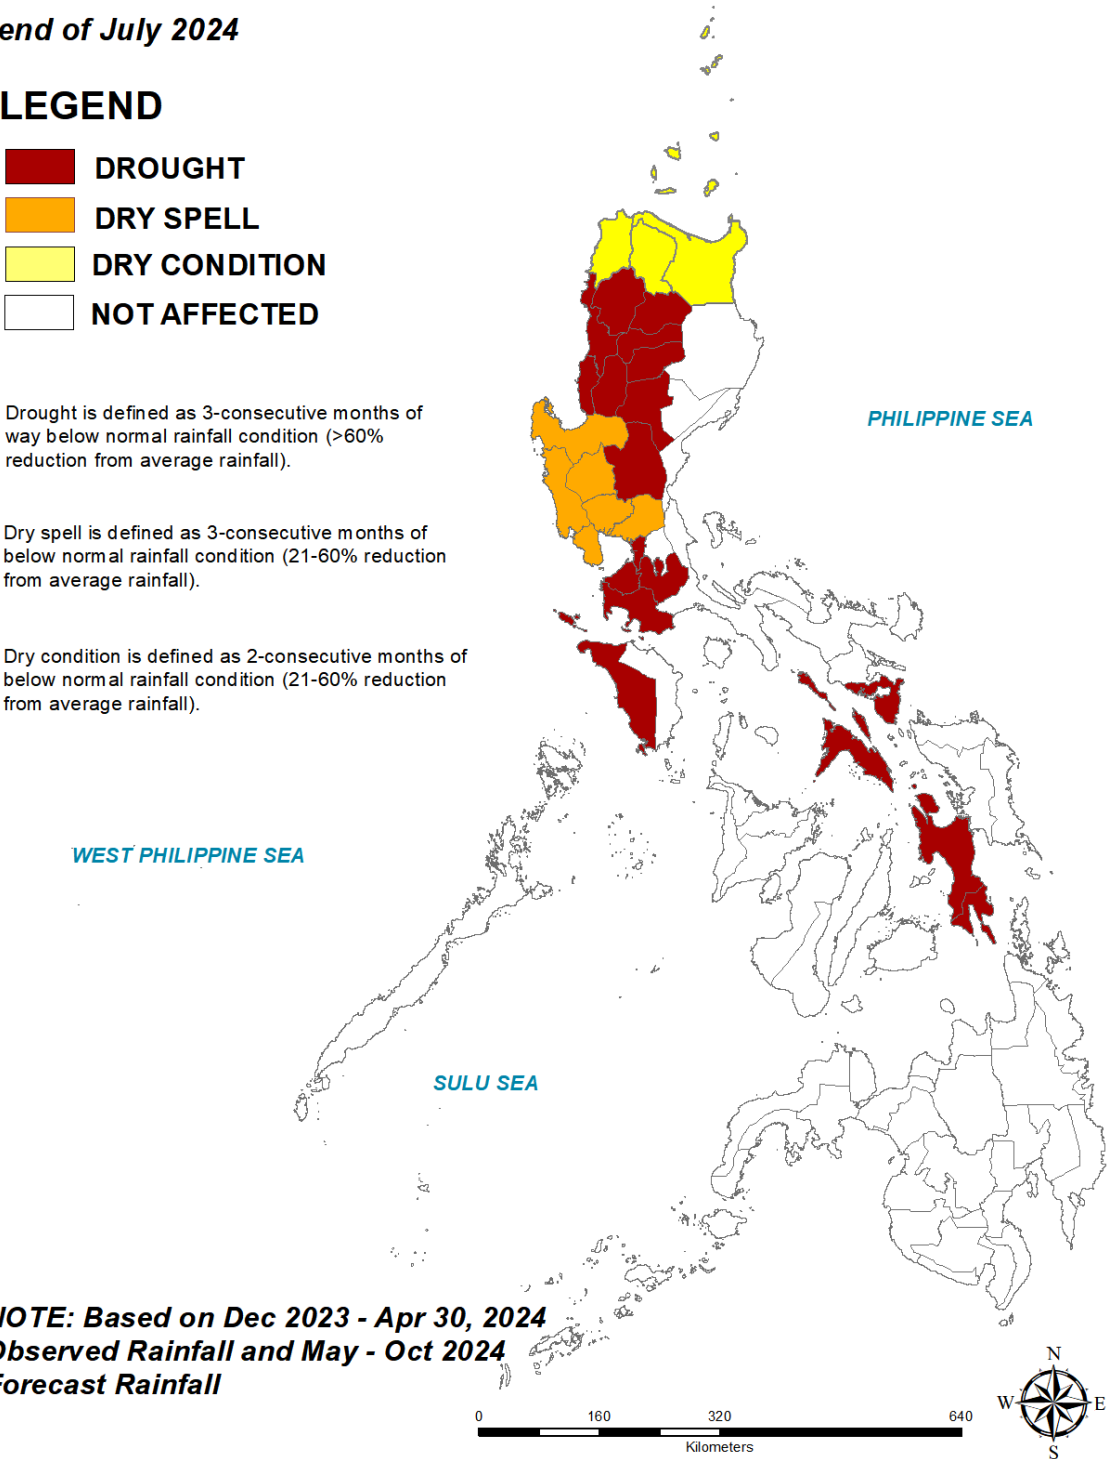 end of July 2024
LEGEND
DROUGHT
DRY SPELL
DRY CONDITION
NOT AFFECTED
Drought is defined as 3-consecutive months of
way below normal rainfall condition (>60%
reduction from average rainfall).
PHILIPPINE SEA
Dry spell is defined as 3-consecutive months of
below normal rainfall condition (21-60% reduction
from average rainfall).
Dry condition is defined as 2-consecutive months of
below normal rainfall condition (21-60% reduction
from average rainfall).
WEST PHILIPPINE SEA
SULU SEA
NOTE: Based on Dec 2023 - Apr 30, 2024
Observed Rainfall and May - Oct 2024
Forecast Rainfall
N
W E
S
0 160 320 640
Kilometers